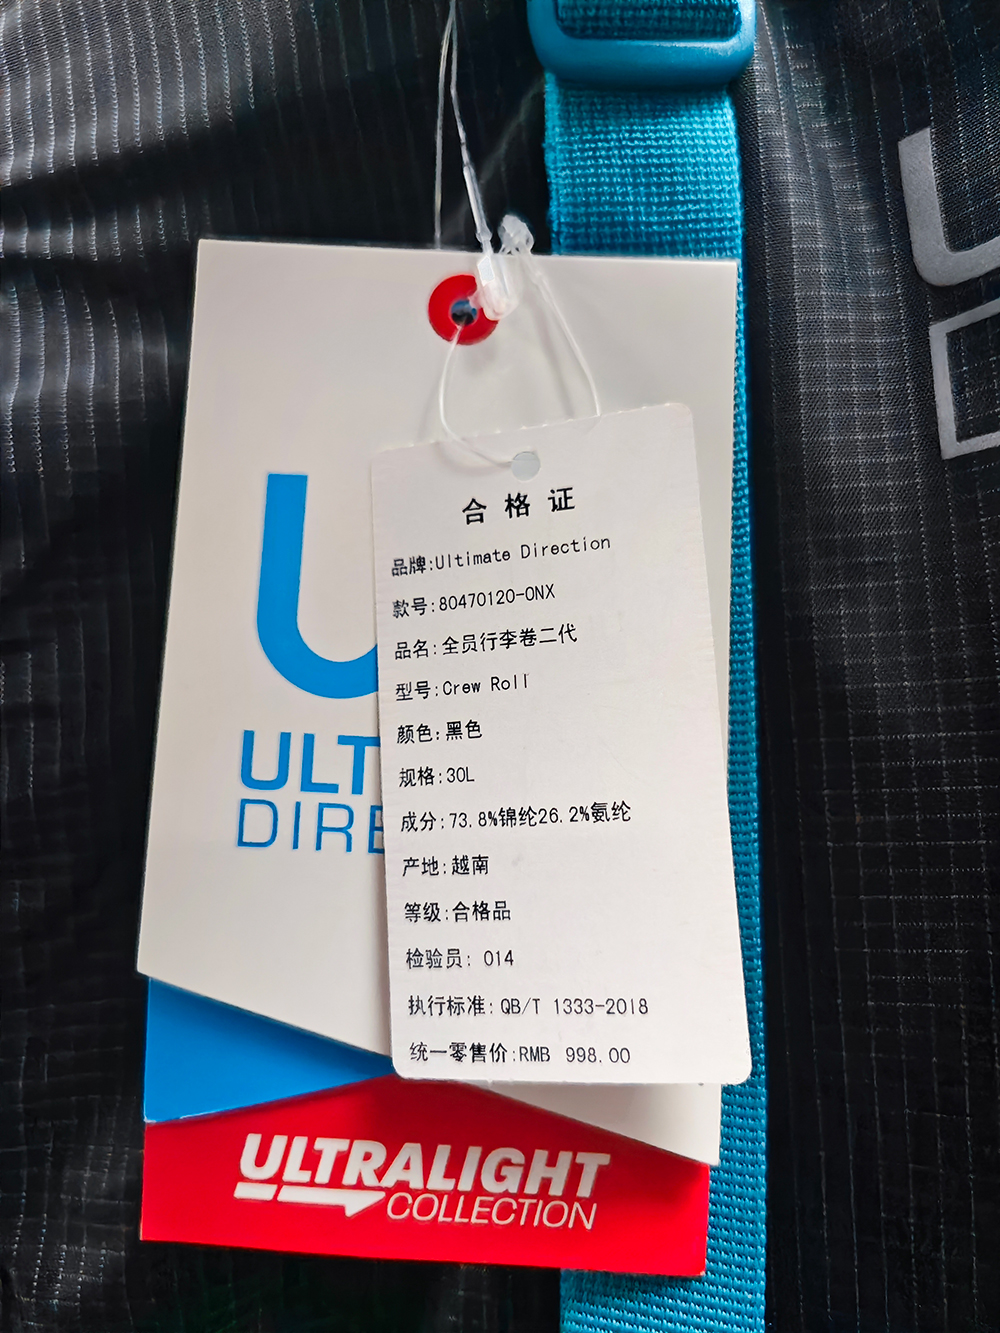 合格证
品牌:Ultimate Direction
款号:80470120-ONX
品名:全员行李卷二代
型号:Crew Roll
颜色:黑色
规格:30L
成分:73.8%锦纶26.2%氨纶
产地:越南
等级:合格品
检验员: 014
执行标准: QB/T 1333-2018
统一零售价:RMB 998.00
U
ULT
DIRE
ULTRALIGHT
COLLECTION
U